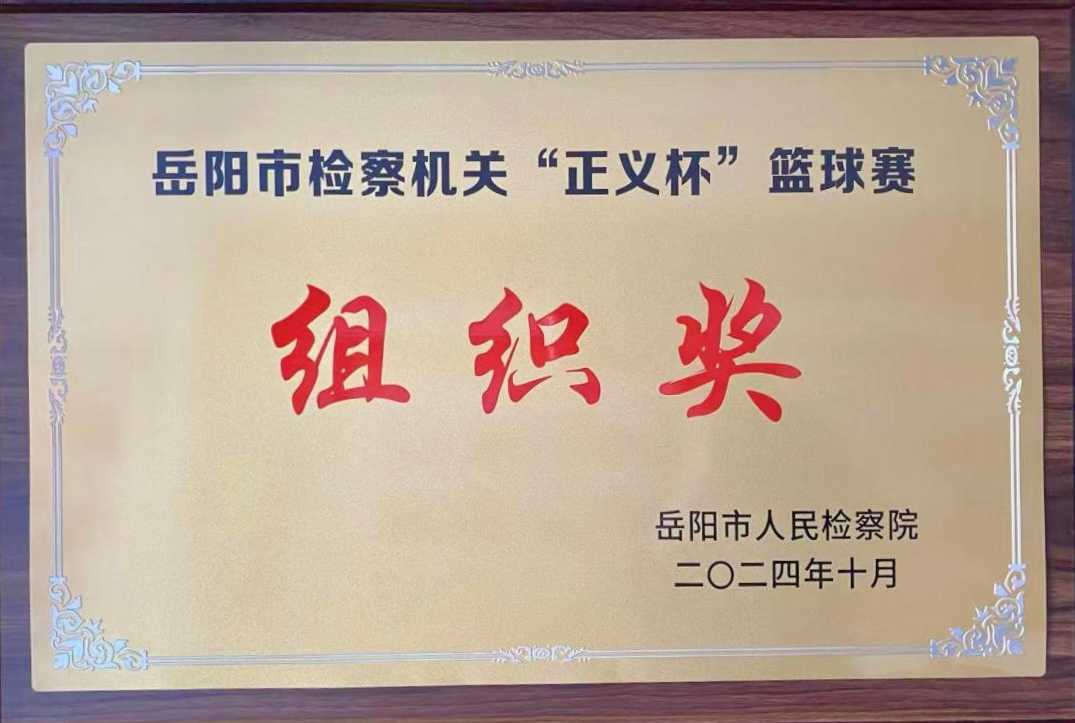 岳阳市检察机关“正义杯”篮球赛
组织奖
岳阳市人民检察院
二〇二四年十月